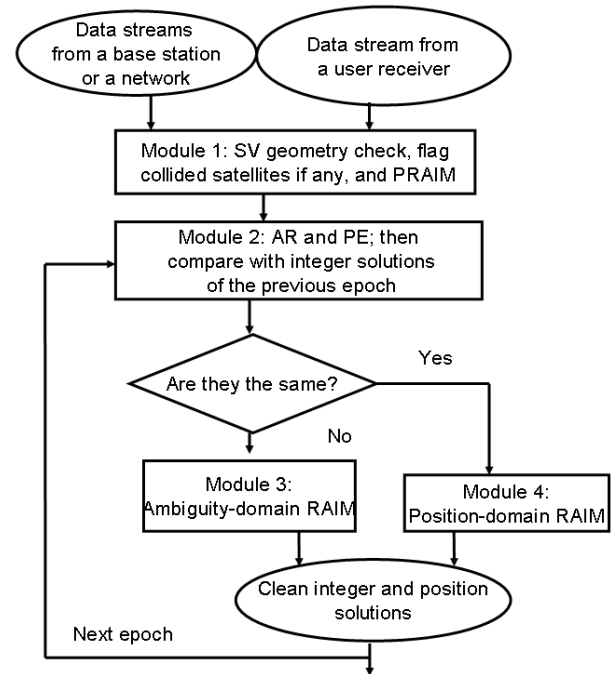 Data streams
from a base station
or a network
Data stream from
a user receiver
Module 1: SV geometry check, flag
collided satellites if any, and PRAIM
Module 2: AR and PE; then
compare with integer solutions
of the previous epoch
Are they the same?
Yes
No
Module 3:
Ambiguity-domain RAIM
Module 4:
Position-domain RAIM
Clean integer and position
solutions
Next epoch